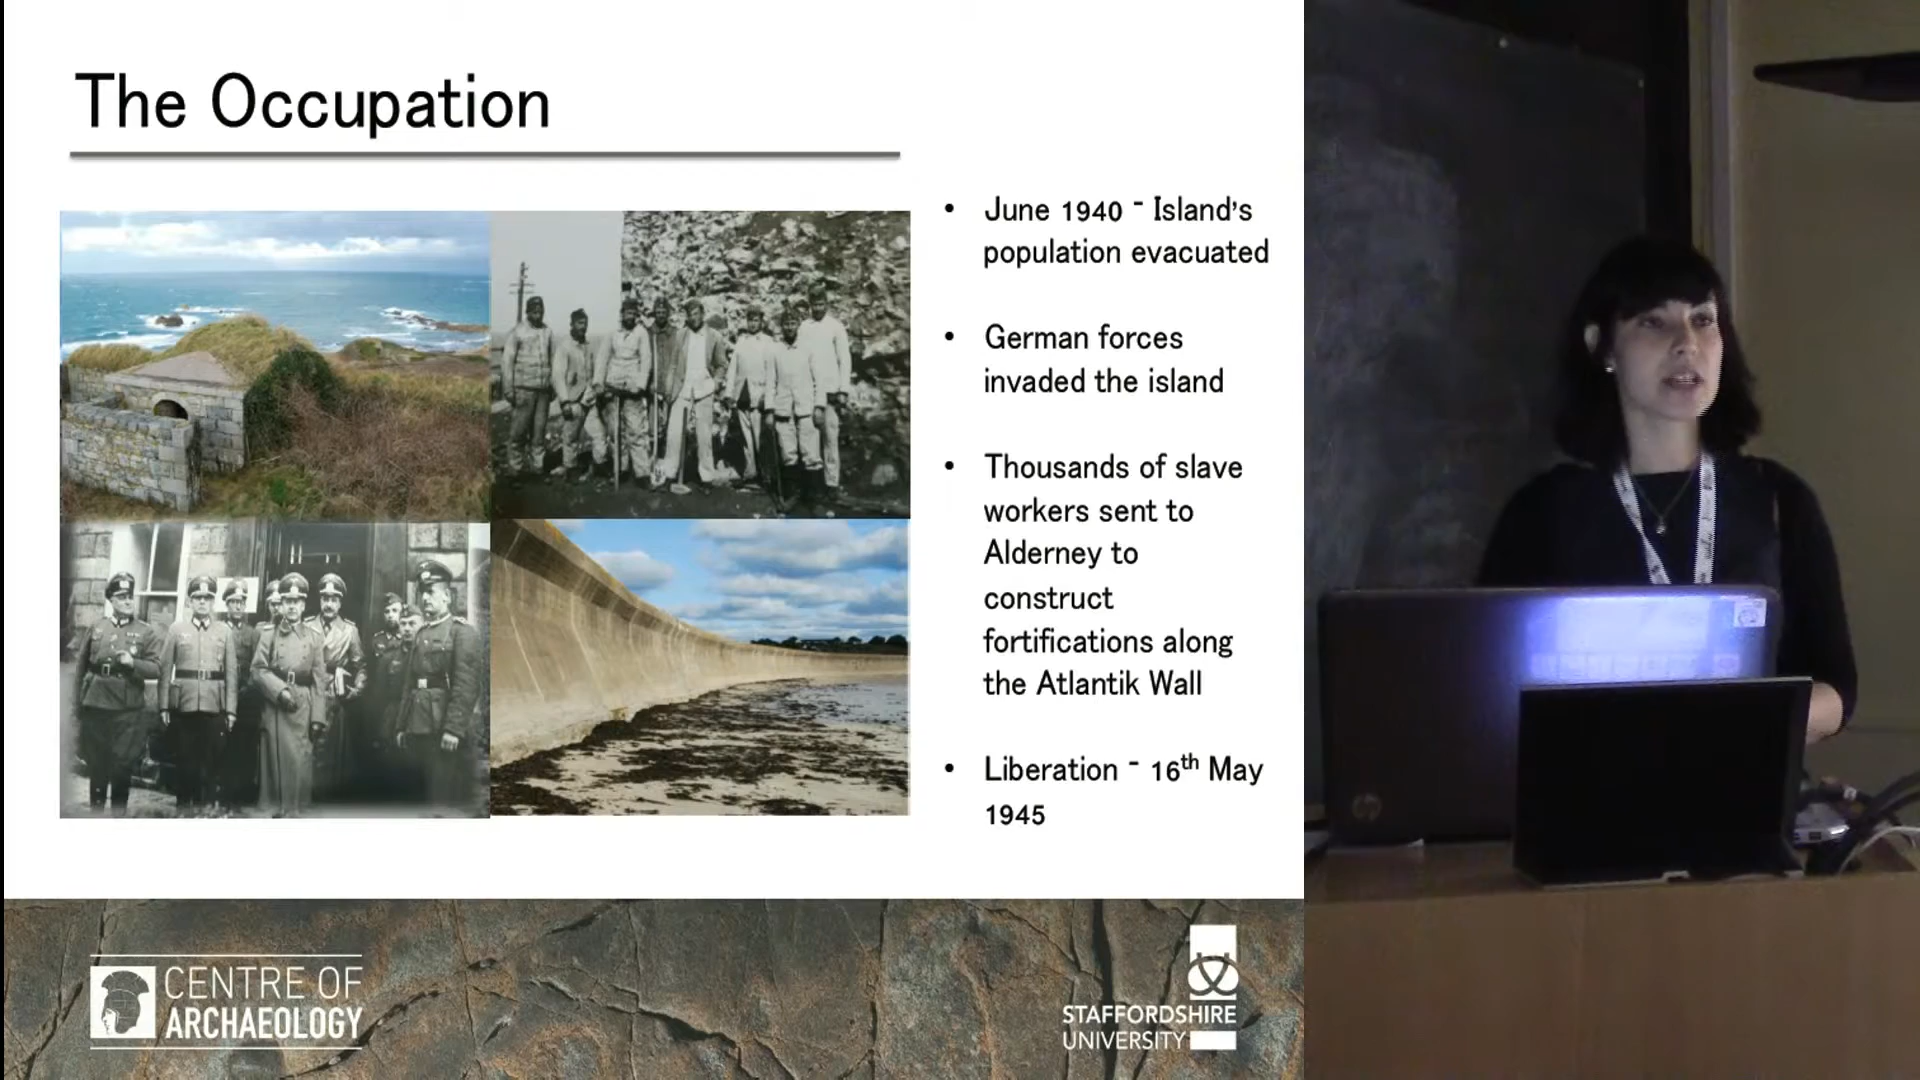 The Occupation
• June 1940 - Island's
population evacuated
• German forces
invaded the island
• Thousands of slave
workers sent to
Alderney to
construct
fortifications along
the Atlantik Wall
• Liberation - 16th May
1945
CENTRE OF
ARCHAEOLOGY
STAFFORDSHIRE
UNIVERSITY
hp